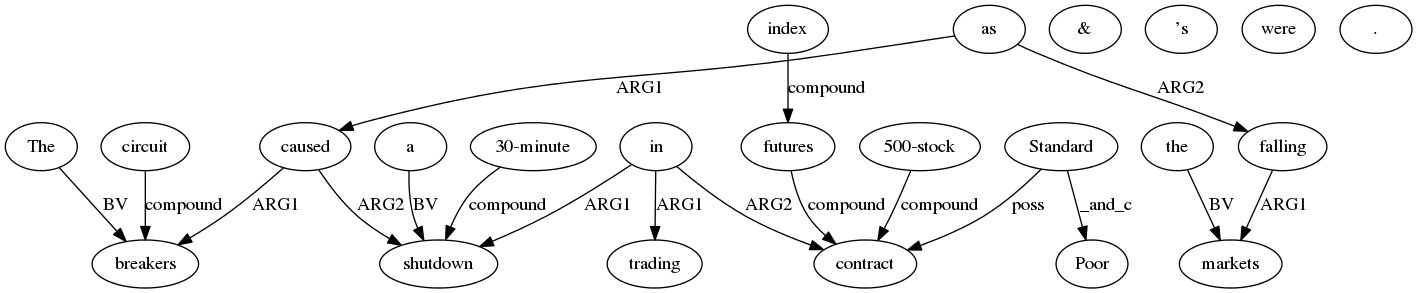 index as & ’s were .
ARG1 compound ARG2
The circuit caused a 30-minute in futures 500-stock Standard the falling
BV compound ARG1 ARG2 BV compound ARG1 ARG1 ARG2 compound compound poss _and_c BV ARG1
breakers shutdown trading contract Poor markets